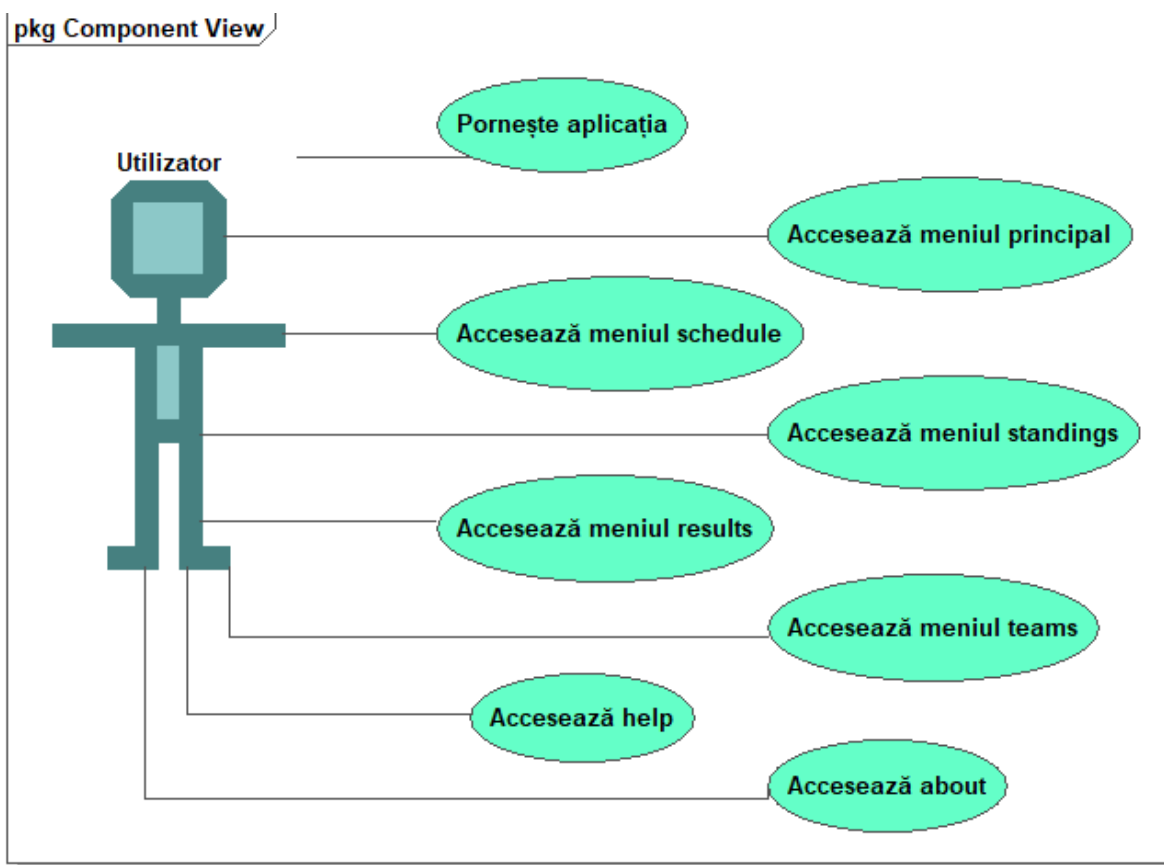 pkg Component View
Pornește aplicația
Utilizator
Accesează meniul principal
Accesează meniul schedule
Accesează meniul standings
Accesează meniul results
Accesează meniul teams
Accesează help
Accesează about